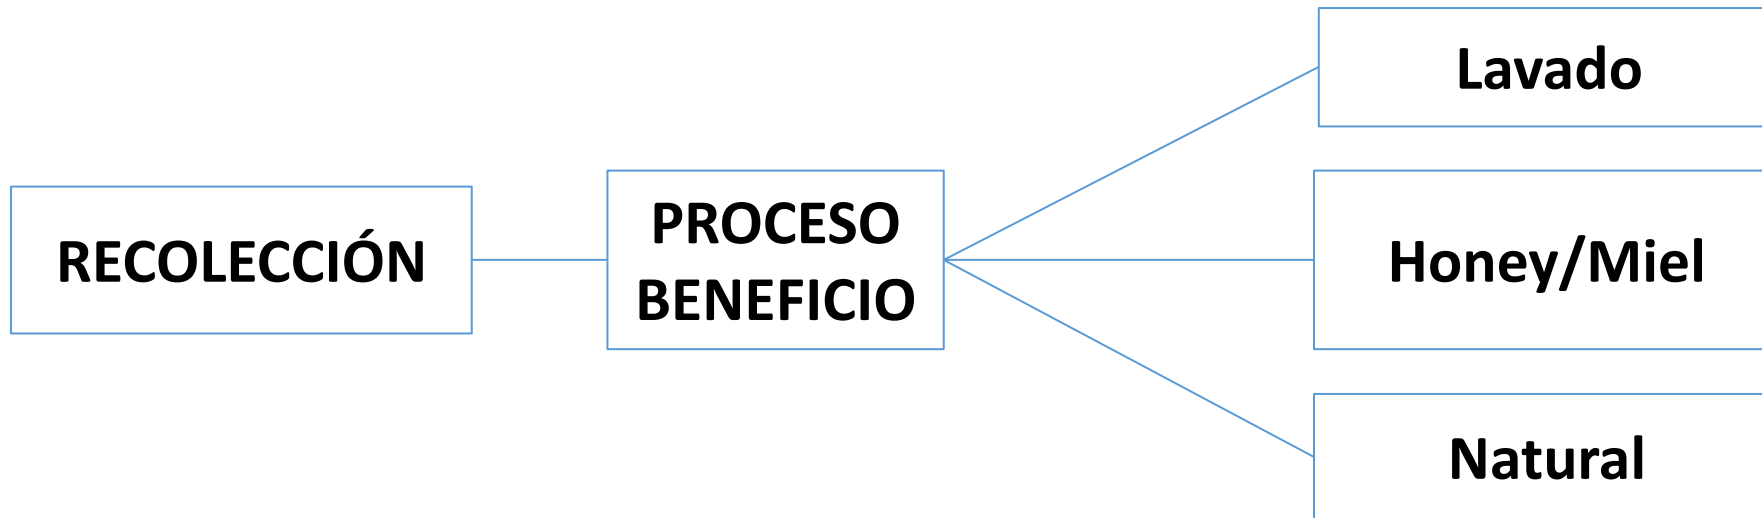 RECOLECCIÓN
PROCESO
BENEFICIO
Lavado
Honey/Miel
Natural